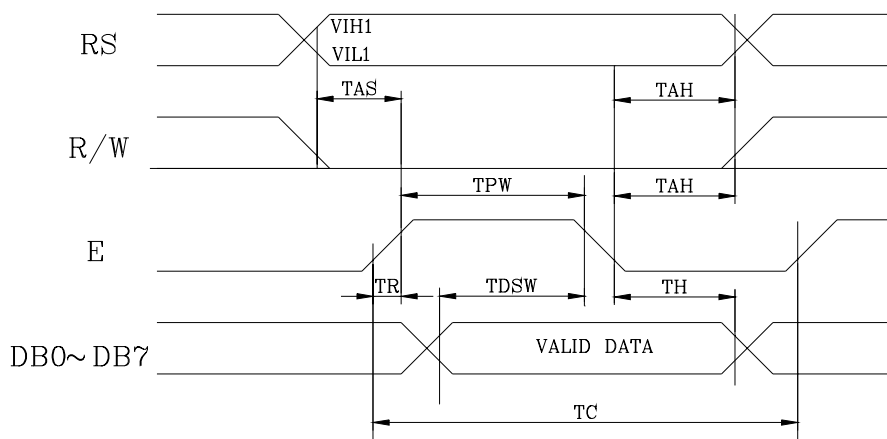 RS
VIH1
VIL1
TAS
TAH
R/W
TPW
TAH
E
TR
TDSW
TH
DB0~DB7
VALID DATA
TC